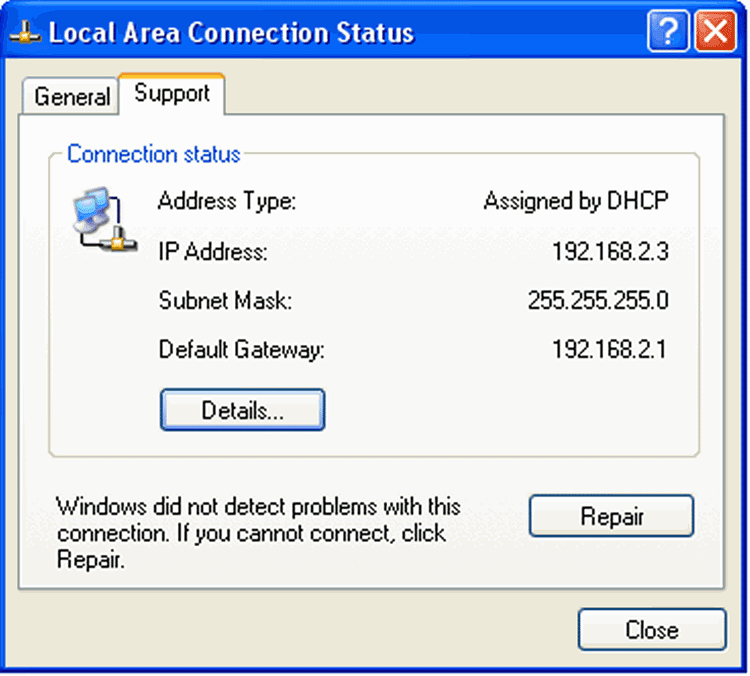 Local Area Connection Status
General
Support
Connection status
Address Type: Assigned by DHCP
IP Address: 192.168.2.3
Subnet Mask: 255.255.255.0
Default Gateway: 192.168.2.1
Details...
Windows did not detect problems with this
connection. If you cannot connect, click
Repair.
Repair
Close